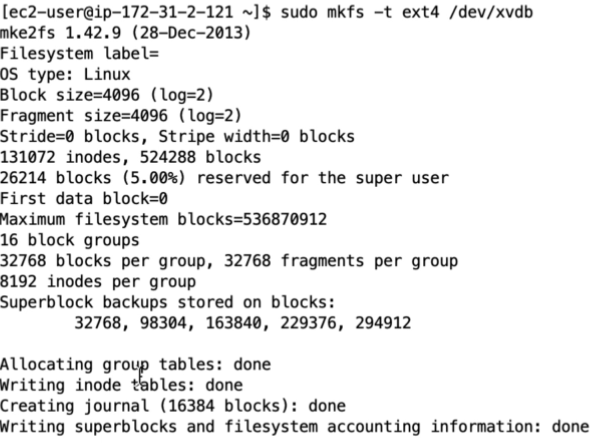 [ec2-user@ip-172-31-2-121 ~]$ sudo mkfs -t ext4 /dev/xvdb
mke2fs 1.42.9 (28-Dec-2013)
Filesystem label=
OS type: Linux
Block size=4096 (log=2)
Fragment size=4096 (log=2)
Stride=0 blocks, Stripe width=0 blocks
131072 inodes, 524288 blocks
26214 blocks (5.00%) reserved for the super user
First data block=0
Maximum filesystem blocks=536870912
16 block groups
32768 blocks per group, 32768 fragments per group
8192 inodes per group
Superblock backups stored on blocks:
        32768, 98304, 163840, 229376, 294912

Allocating group tables: done
Writing inode tables: done
Creating journal (16384 blocks): done
Writing superblocks and filesystem accounting information: done